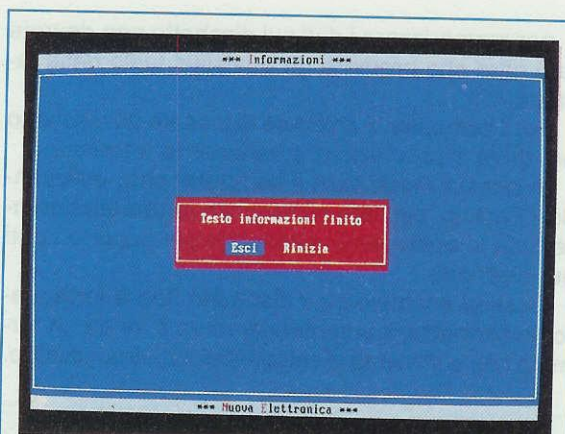 *** Informazioni ***
Testo informazioni finito
Esci Rinizia
*** Nuova Elettronica ***